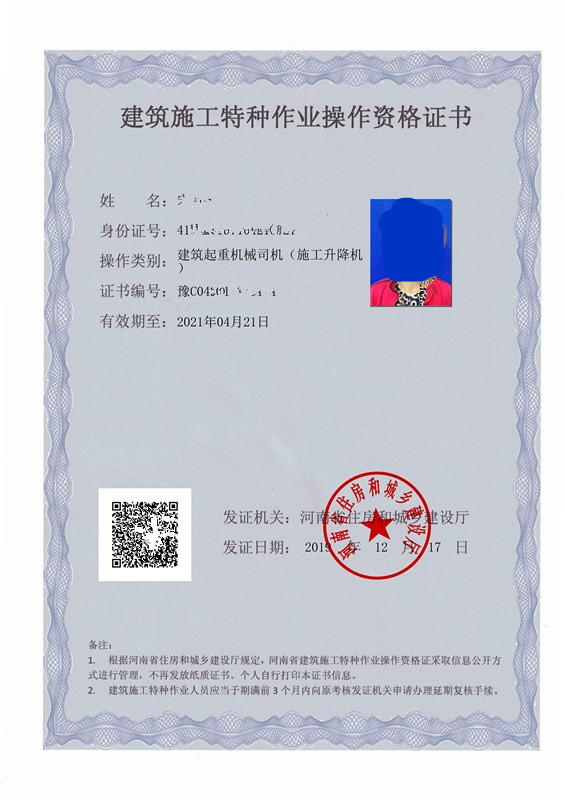 建筑施工特种作业操作资格证书
姓 名:
身份证号:
操作类别: 建筑起重机械司机（施工升降机
）
证书编号:
有效期至: 2021年04月21日
发证机关: 河南省住房和城乡建设厅
发证日期: 2019 年 12 月 17 日
河南省住房和城乡建设厅
备注:
1. 根据河南省住房和城乡建设厅规定，河南省建筑施工特种作业操作资格证采取信息公开方
式进行管理，不再发放纸质证书。个人自行打印本证书信息。
2. 建筑施工特种作业人员应当于期满前 3 个月内向原考核发证机关申请办理延期复核手续。